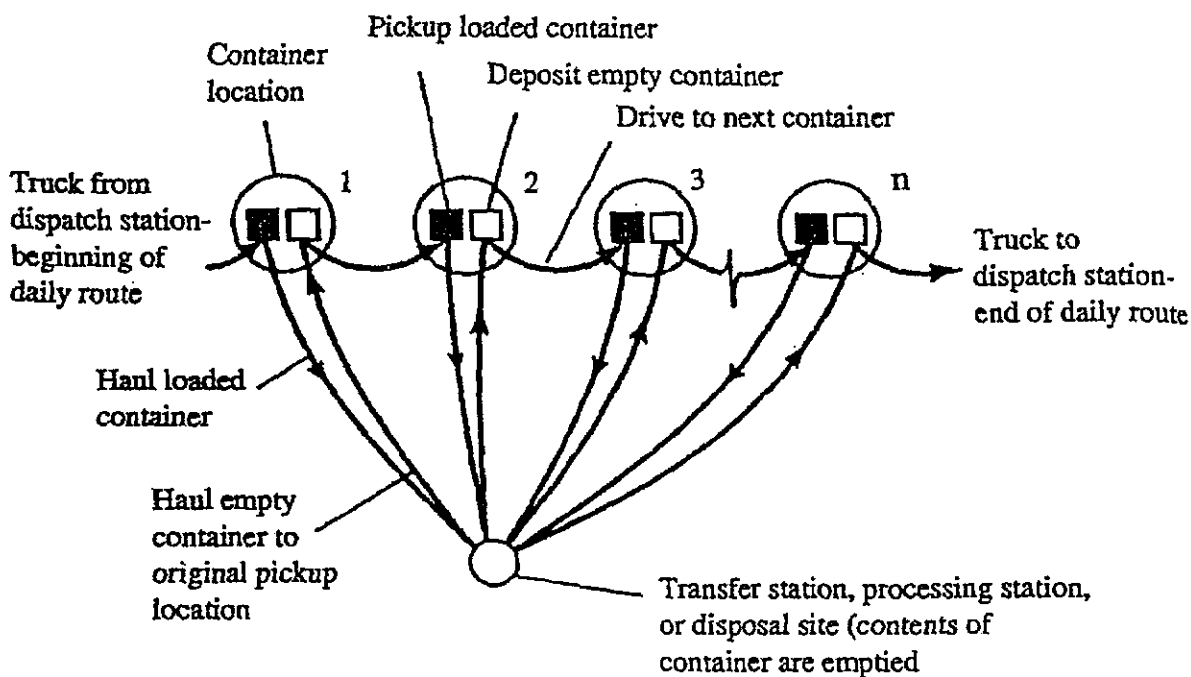 Pickup loaded container
Container
location
Deposit empty container
Drive to next container
1
2
3
n
Truck from
dispatch station-
beginning of
daily route
Truck to
dispatch station-
end of daily route
Haul loaded
container
Haul empty
container to
original pickup
location
Transfer station, processing station,
or disposal site (contents of
container are emptied